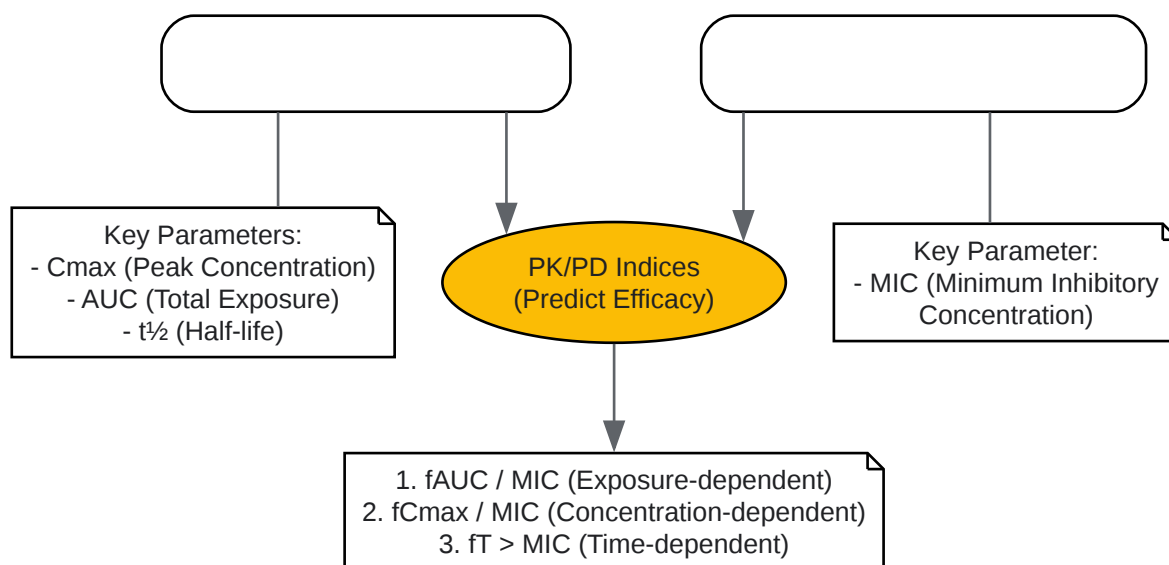 Key Parameters:
- Cmax (Peak Concentration)
- AUC (Total Exposure)
- t½ (Half-life)
PK/PD Indices
(Predict Efficacy)
Key Parameter:
- MIC (Minimum Inhibitory
Concentration)
1. fAUC / MIC (Exposure-dependent)
2. fCmax / MIC (Concentration-dependent)
3. fT > MIC (Time-dependent)